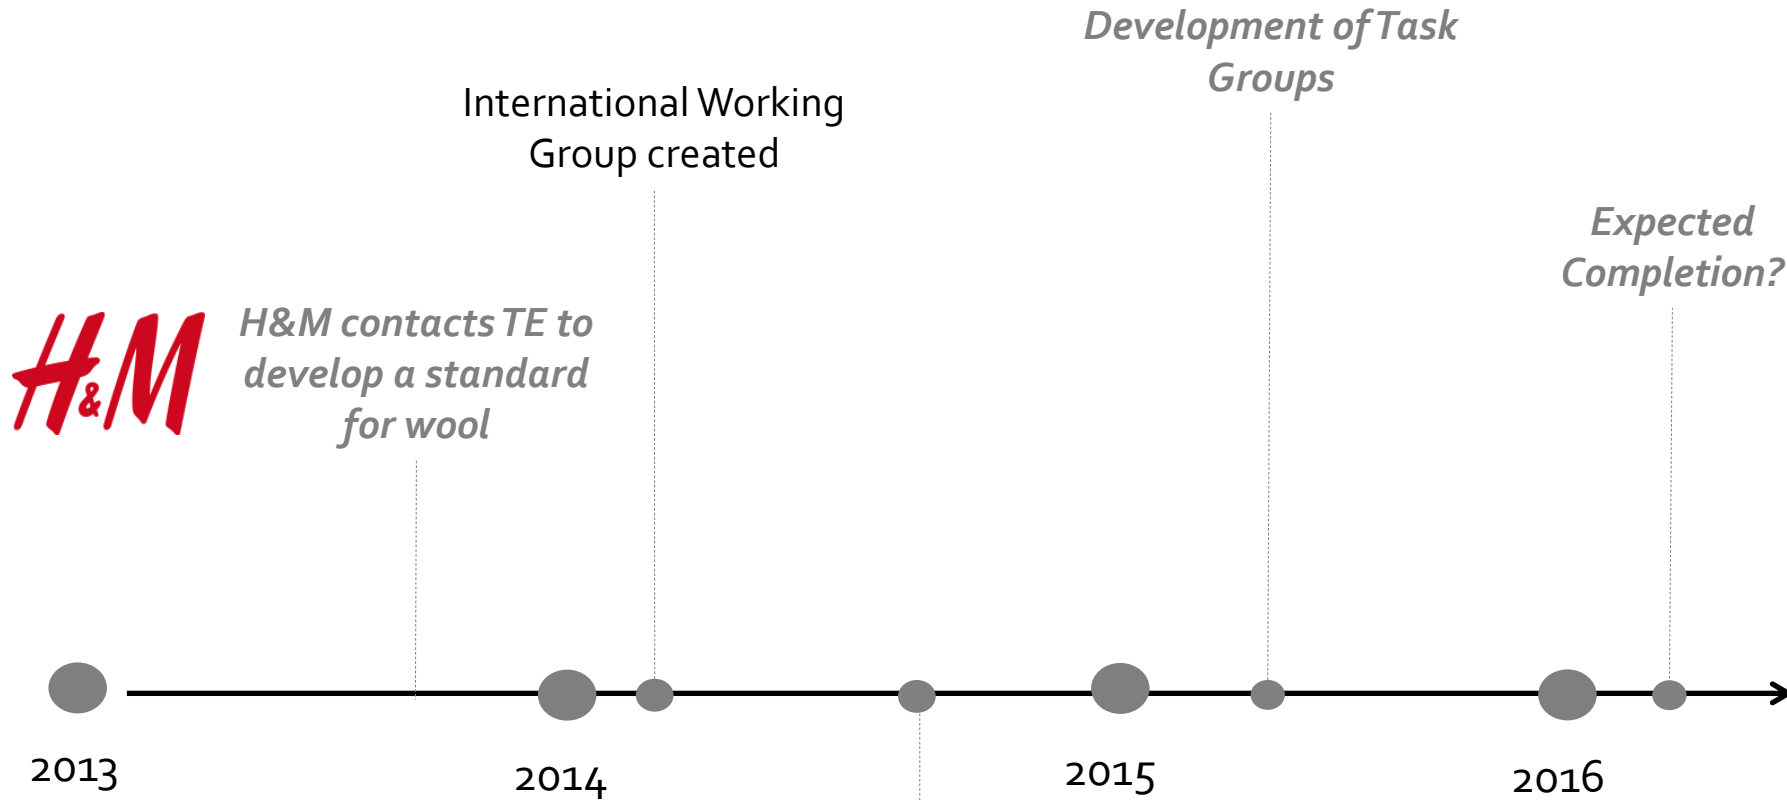 Development of Task
Groups
International Working
Group created
Expected
Completion?
H&M
H&M contacts TE to
develop a standard
for wool
2013
2014
2015
2016